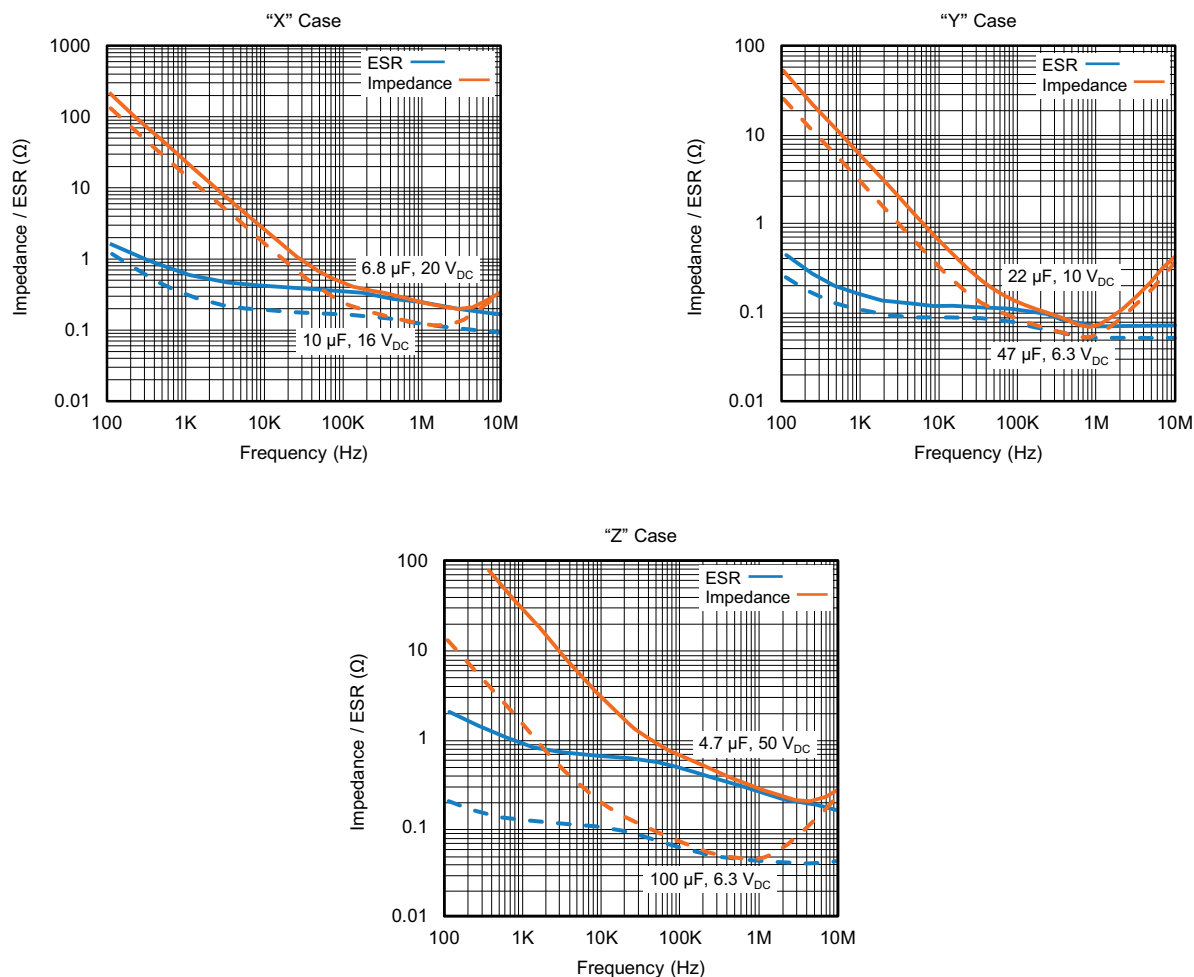 “X” Case
Impedance / ESR (Ω)
1000
100
10
1
0.1
0.01
ESR
Impedance
6.8 µF, 20 VDC
10 µF, 16 VDC
100 1K 10K 100K 1M 10M
Frequency (Hz)
“Y” Case
Impedance / ESR (Ω)
100
10
1
0.1
0.01
ESR
Impedance
22 µF, 10 VDC
47 µF, 6.3 VDC
100 1K 10K 100K 1M 10M
Frequency (Hz)
“Z” Case
Impedance / ESR (Ω)
100
10
1
0.1
0.01
ESR
Impedance
4.7 µF, 50 VDC
100 µF, 6.3 VDC
100 1K 10K 100K 1M 10M
Frequency (Hz)